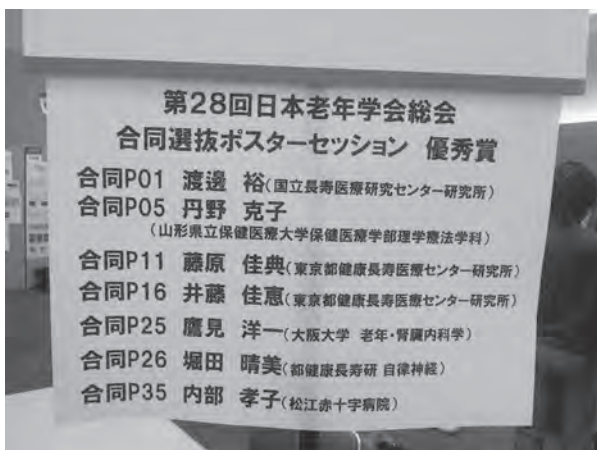 第28回日本老年学会総会
合同選抜ポスターセッション 優秀賞
合同P01 渡邊 裕(国立長寿医療研究センター研究所)
合同P05 丹野 克子
(山形県立保健医療大学保健医療学部理学療法学科)
合同P11 藤原 佳典(東京都健康長寿医療センター研究所)
合同P16 井藤 佳恵(東京都健康長寿医療センター研究所)
合同P25 鷹見 洋一(大阪大学 老年・腎臓内科学)
合同P26 堀田 晴美(都健康長寿研 自律神経)
合同P35 内部 孝子(松江赤十字病院)